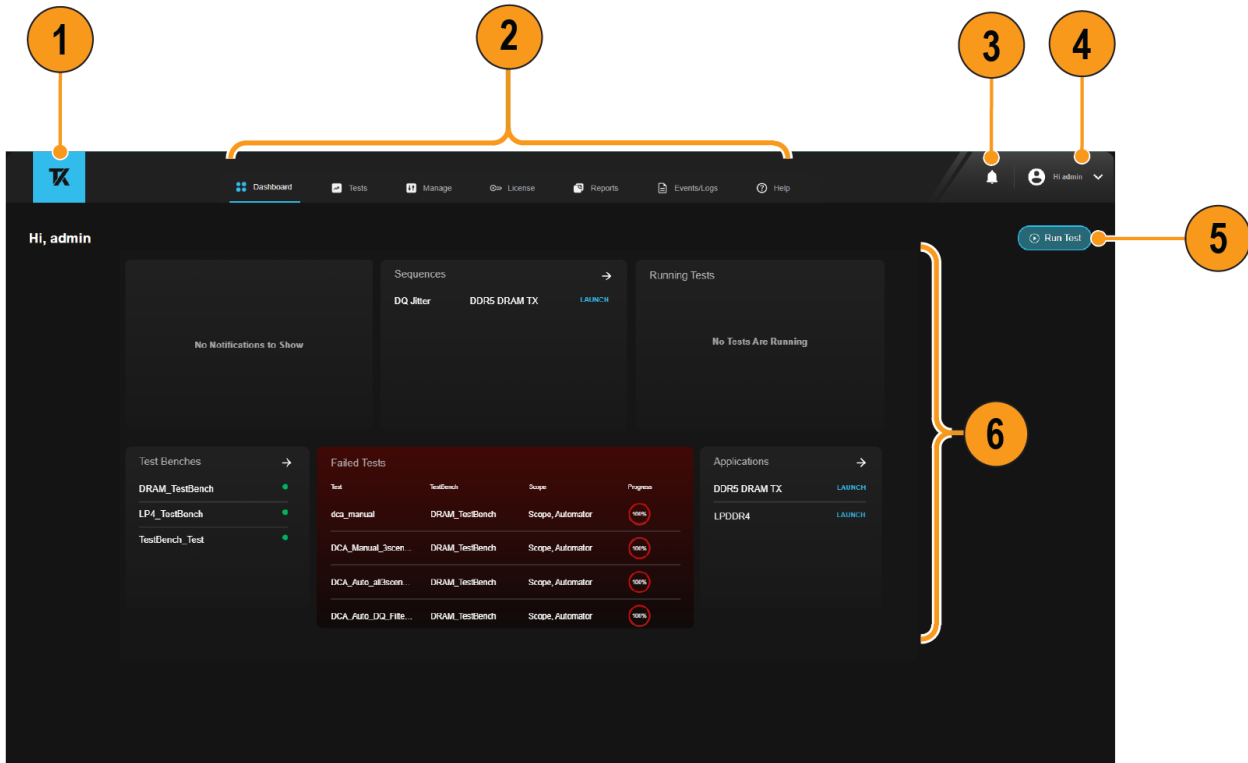 1
2
3
4
TK
Dashboard Tests Manage License Reports Events/Logs Help
Hi admin
Hi, admin
Run Test
5
No Notifications to Show
Sequences
DQ Jitter DDR5 DRAM TX LAUNCH
Running Tests
No Tests Are Running
6
Test Benches
DRAM_TestBench
LP4_TestBench
TestBench_Test
Failed Tests
Test TestBench Scope Progress
dca_manual DRAM_TestBench Scope, Automator 100%
DCA_Manual_3scen... DRAM_TestBench Scope, Automator 100%
DCA_Auto_all3scen... DRAM_TestBench Scope, Automator 100%
DCA_Auto_DQ_Filte... DRAM_TestBench Scope, Automator 100%
Applications
DDR5 DRAM TX LAUNCH
LPDDR4 LAUNCH